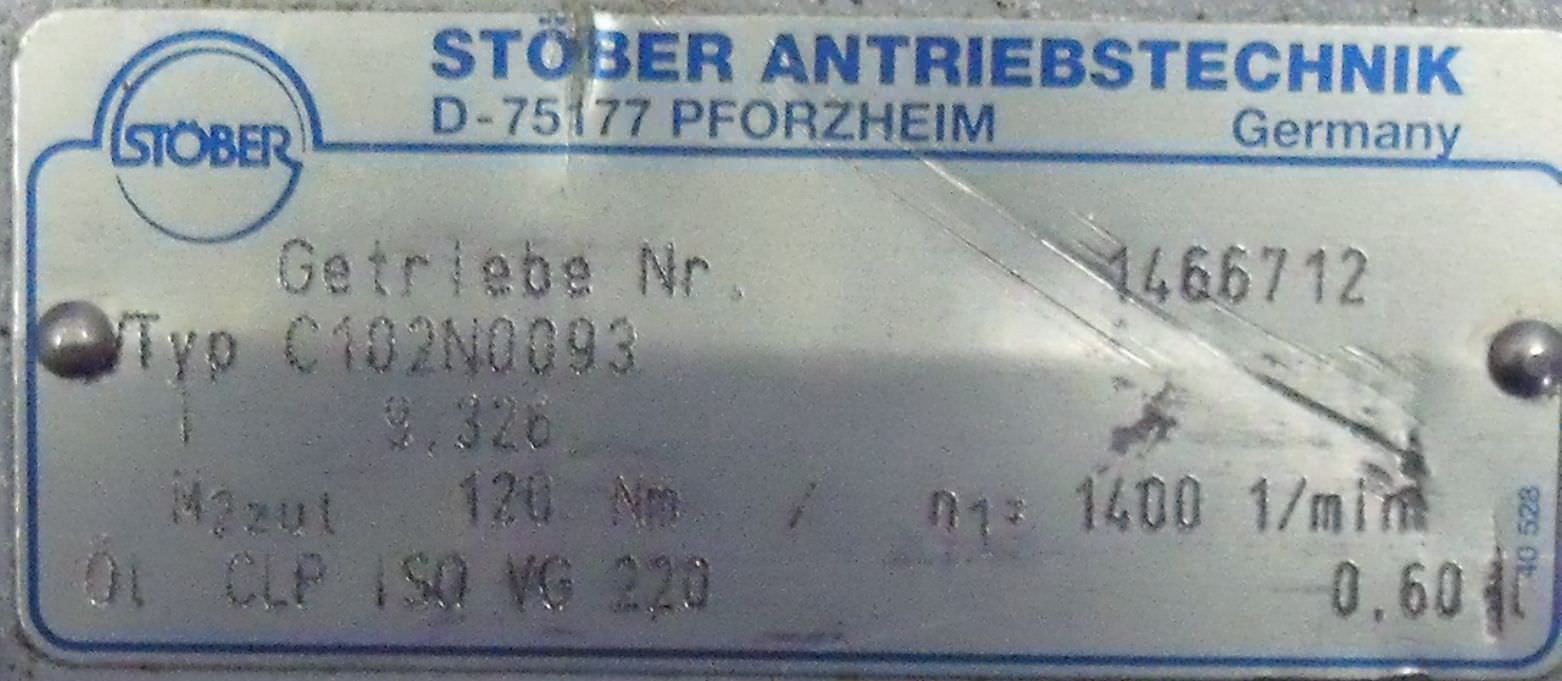 STÖBER
STÖBER ANTRIEBSTECHNIK
D-75177 PFORZHEIM Germany
Getriebe Nr. 1466712
Typ C102N0093
i 9.326
M2zul 120 Nm / n1= 1400 1/min
Öl CLP ISO VG 220 0.60 l
40 528